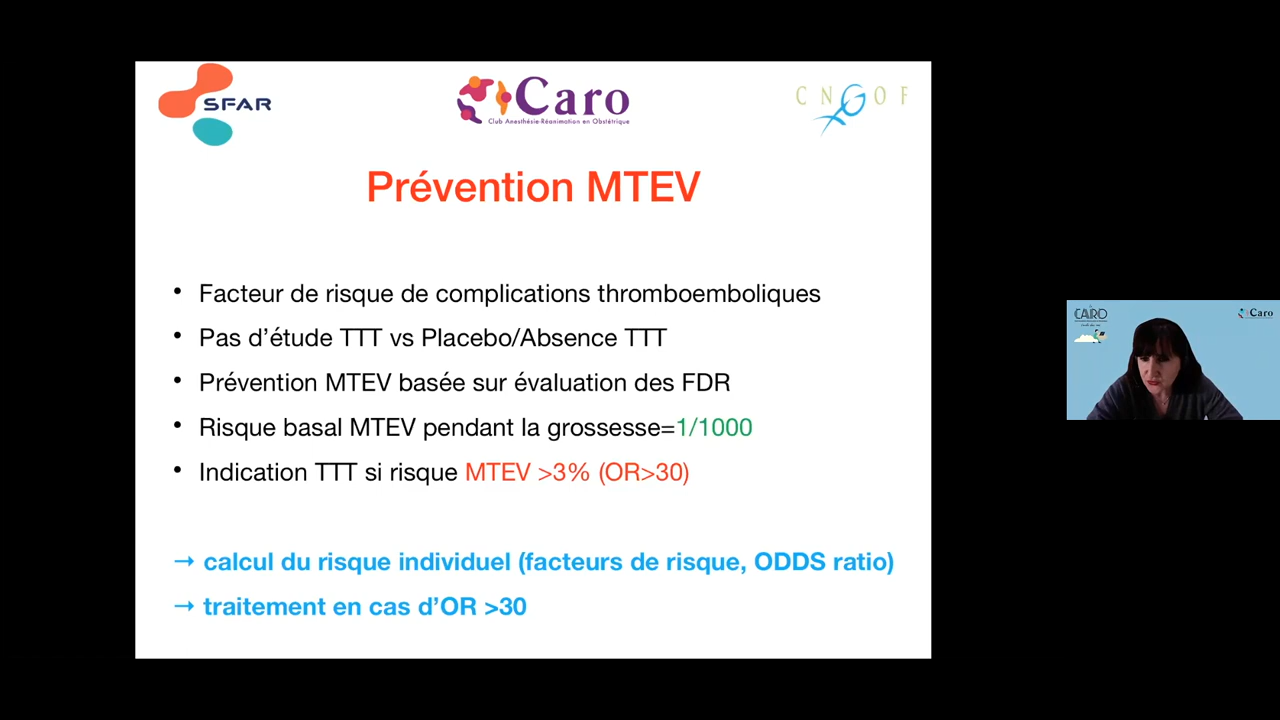 SFAR
Caro
Club Anesthésie-Réanimation en Obstétrique
CNGOF
Prévention MTEV
• Facteur de risque de complications thromboemboliques
• Pas d’étude TTT vs Placebo/Absence TTT
• Prévention MTEV basée sur évaluation des FDR
• Risque basal MTEV pendant la grossesse=1/1000
• Indication TTT si risque MTEV >3% (OR>30)
→ calcul du risque individuel (facteurs de risque, ODDS ratio)
→ traitement en cas d’OR >30
CARO
Caro